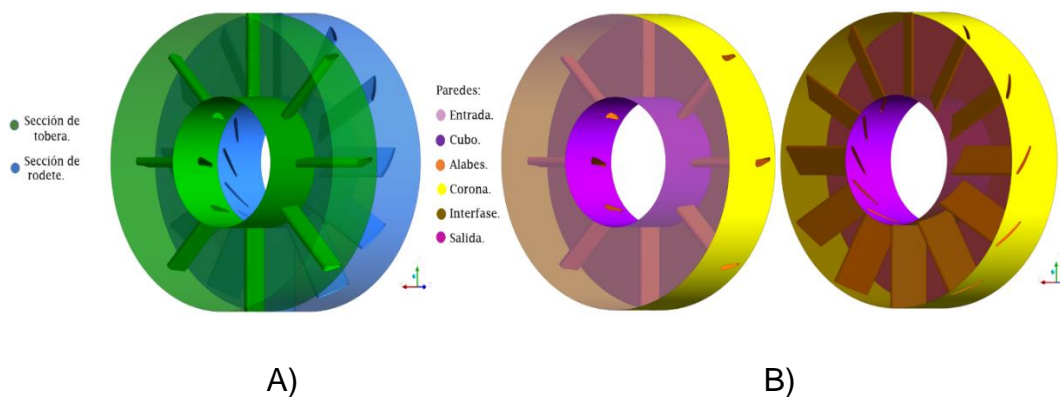 Sección de
tobera.
Sección de
rodete.
Paredes:
Entrada.
Cubo.
Alabes.
Corona.
Interfase.
Salida.
A)
B)